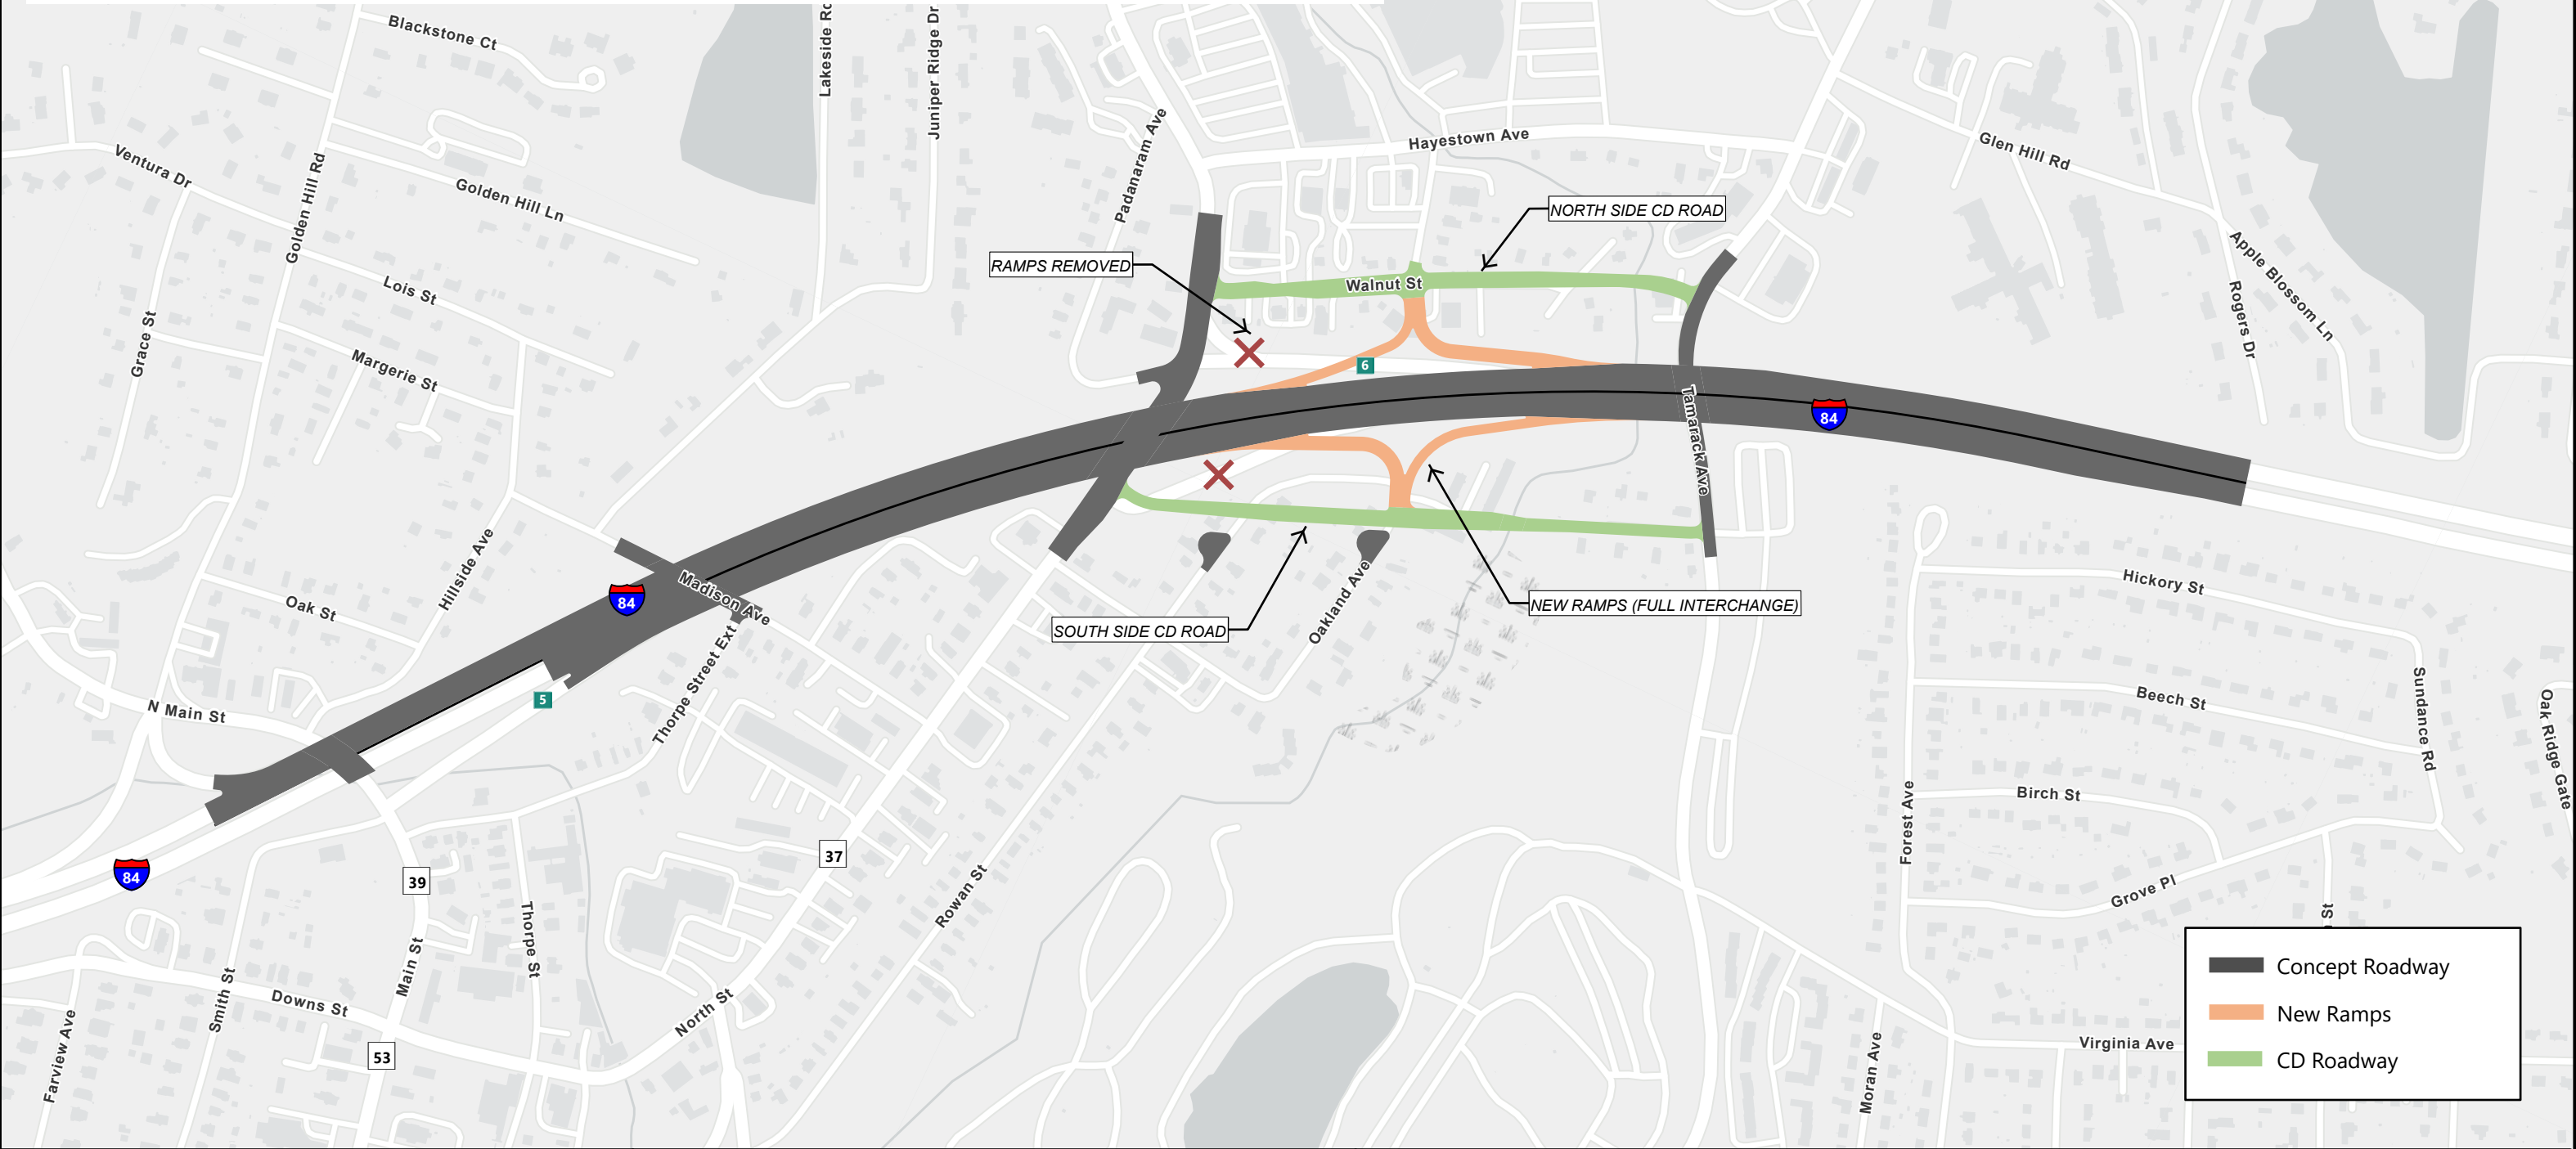 Blackstone Ct
Lakeside Rd
Juniper Ridge Dr
Padanaram Ave
Hayestown Ave
Glen Hill Rd
Ventura Dr
Golden Hill Rd
Golden Hill Ln
NORTH SIDE CD ROAD
Apple Blossom Ln
Rogers Dr
RAMPS REMOVED
Walnut St
Lois St
Grace St
Margerie St
6
Tamarack Ave
84
Hillside Ave
Oak St
84
Madison Ave
Thorpe Street Ext
SOUTH SIDE CD ROAD
Oakland Ave
NEW RAMPS (FULL INTERCHANGE)
Hickory St
Beech St
Sundance Rd
Oak Ridge Gate
N Main St
5
Birch St
Forest Ave
Grove Pl
84
39
37
Rowan St
Thorpe St
Main St
Smith St
Downs St
North St
Farview Ave
53
St
Moran Ave
Virginia Ave
Concept Roadway
New Ramps
CD Roadway